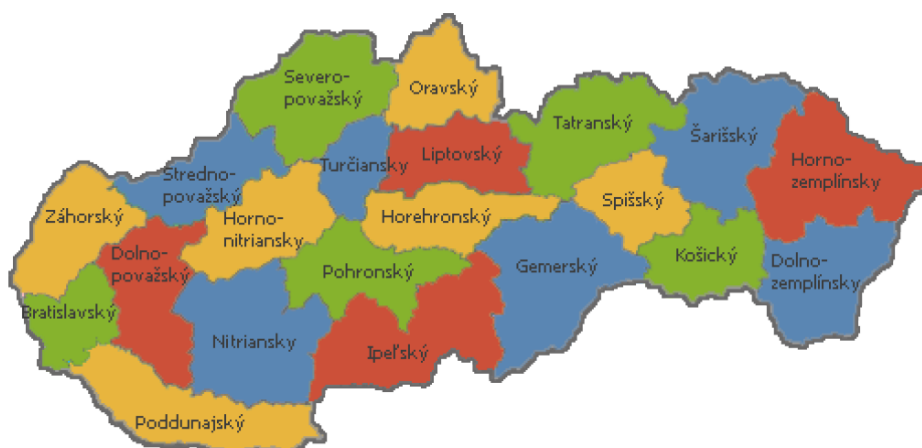 Severo-
považský
Oravský
Tatranský
Šarišský
Liptovský
Turčiansky
Horno-
zemplínsky
Stredno-
považský
Záhorský
Horno-
nitriansky
Horehronský
Spišský
Dolno-
považský
Pohronský
Gemerský
Košický
Dolno-
zemplínsky
Bratislavský
Nitriansky
Ipeľský
Poddunajský